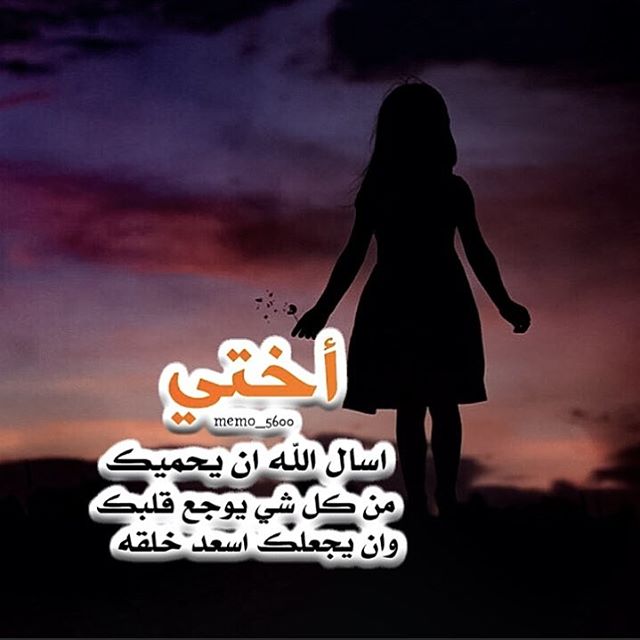 أختي
memo_5600
اسال الله ان يحميك
من كل شي يوجع قلبك
وان يجعلك اسعد خلقه